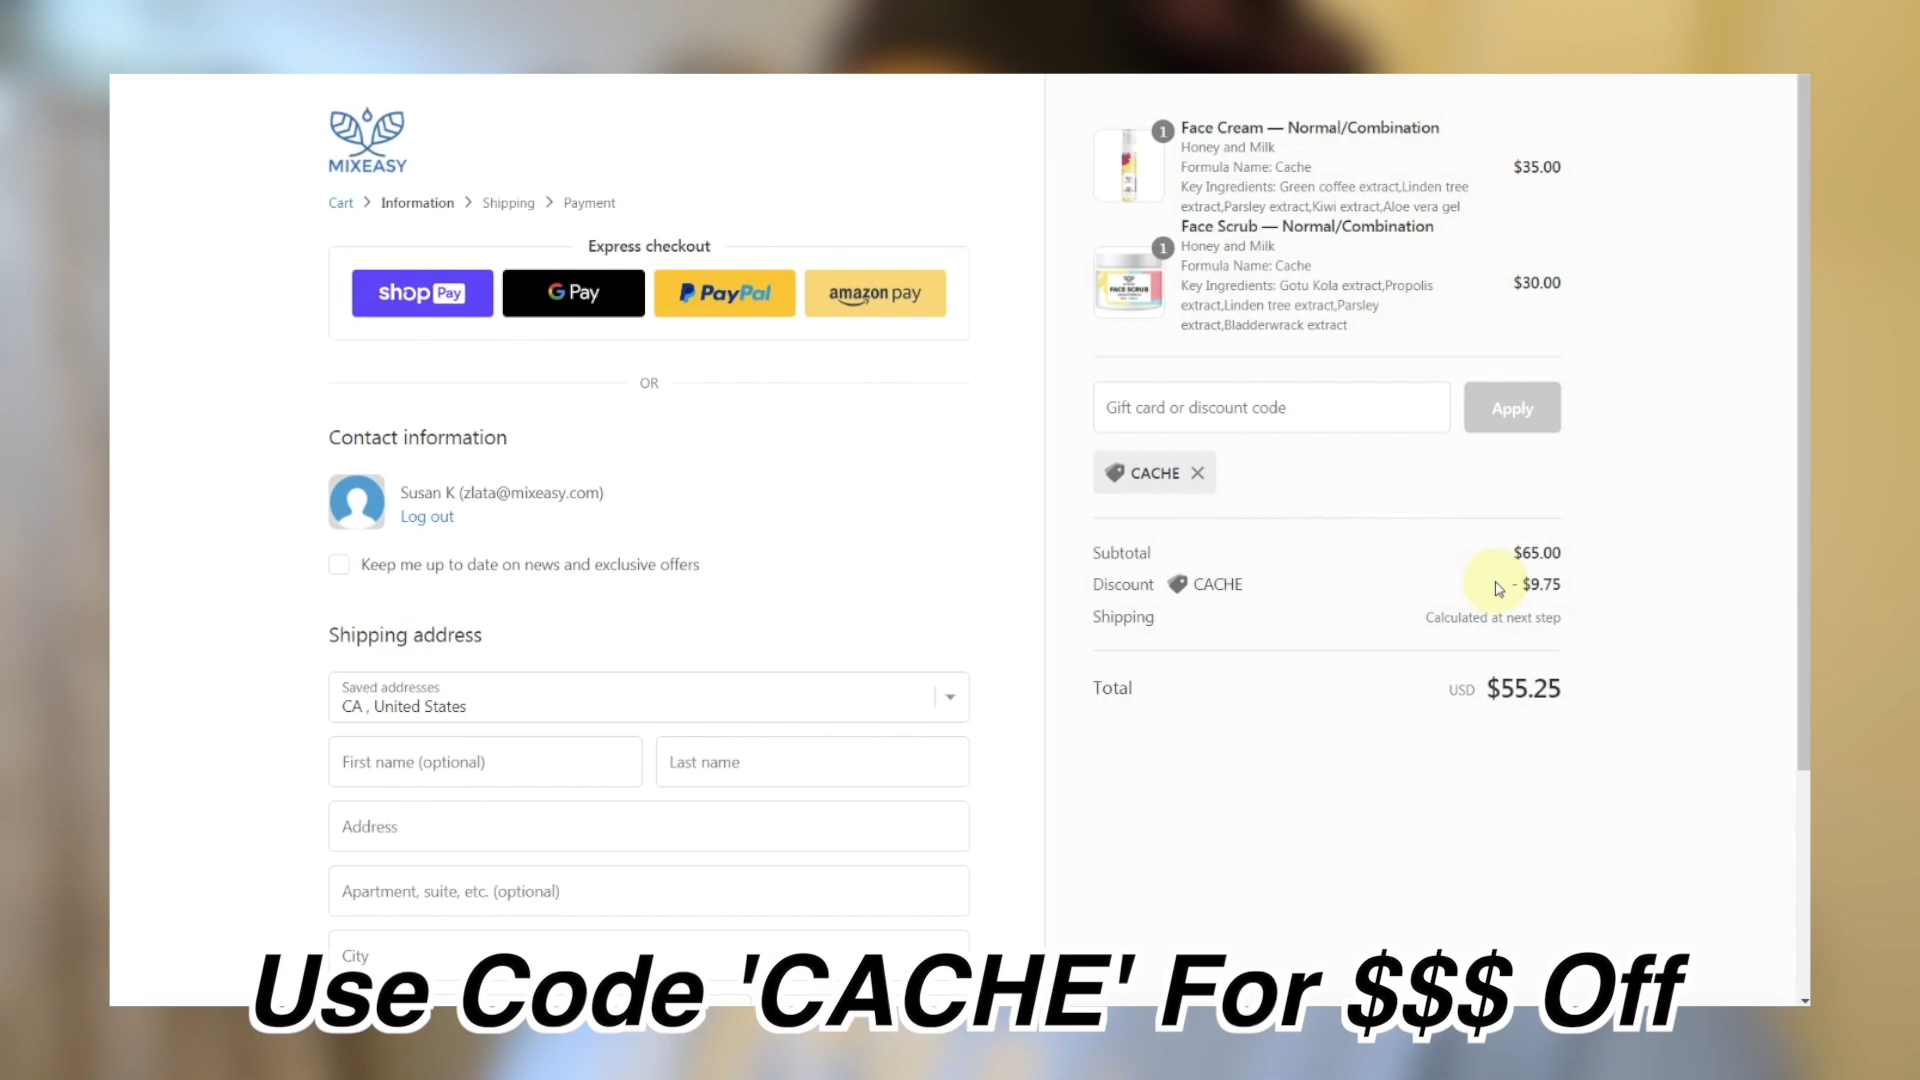 MIXEASY
Cart > Information > Shipping > Payment
Express checkout
shop Pay
G Pay
PayPal
amazon pay
OR
Contact information
Susan K (zlata@mixeasy.com)
Log out
Keep me up to date on news and exclusive offers
Shipping address
Saved addresses
CA , United States
First name (optional)
Last name
Address
Apartment, suite, etc. (optional)
City
1
Face Cream — Normal/Combination
Honey and Milk
Formula Name: Cache
Key Ingredients: Green coffee extract,Linden tree
extract,Parsley extract,Kiwi extract,Aloe vera gel
$35.00
FACE SCRUB
1
Face Scrub — Normal/Combination
Honey and Milk
Formula Name: Cache
Key Ingredients: Gotu Kola extract,Propolis
extract,Linden tree extract,Parsley
extract,Bladderwrack extract
$30.00
Gift card or discount code
Apply
CACHE
Subtotal $65.00
Discount CACHE - $9.75
Shipping Calculated at next step
Total USD $55.25
Use Code 'CACHE' For $$$ Off